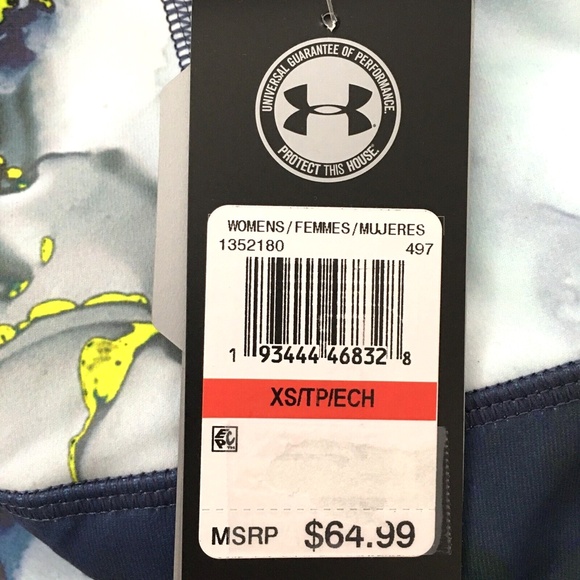 UNIVERSAL GUARANTEE OF PERFORMANCE.
PROTECT THIS HOUSE.
WOMENS/FEMMES/MUJERES
1352180 497
1 93444 46832 8
XS/TP/ECH
EPC
MSRP $64.99